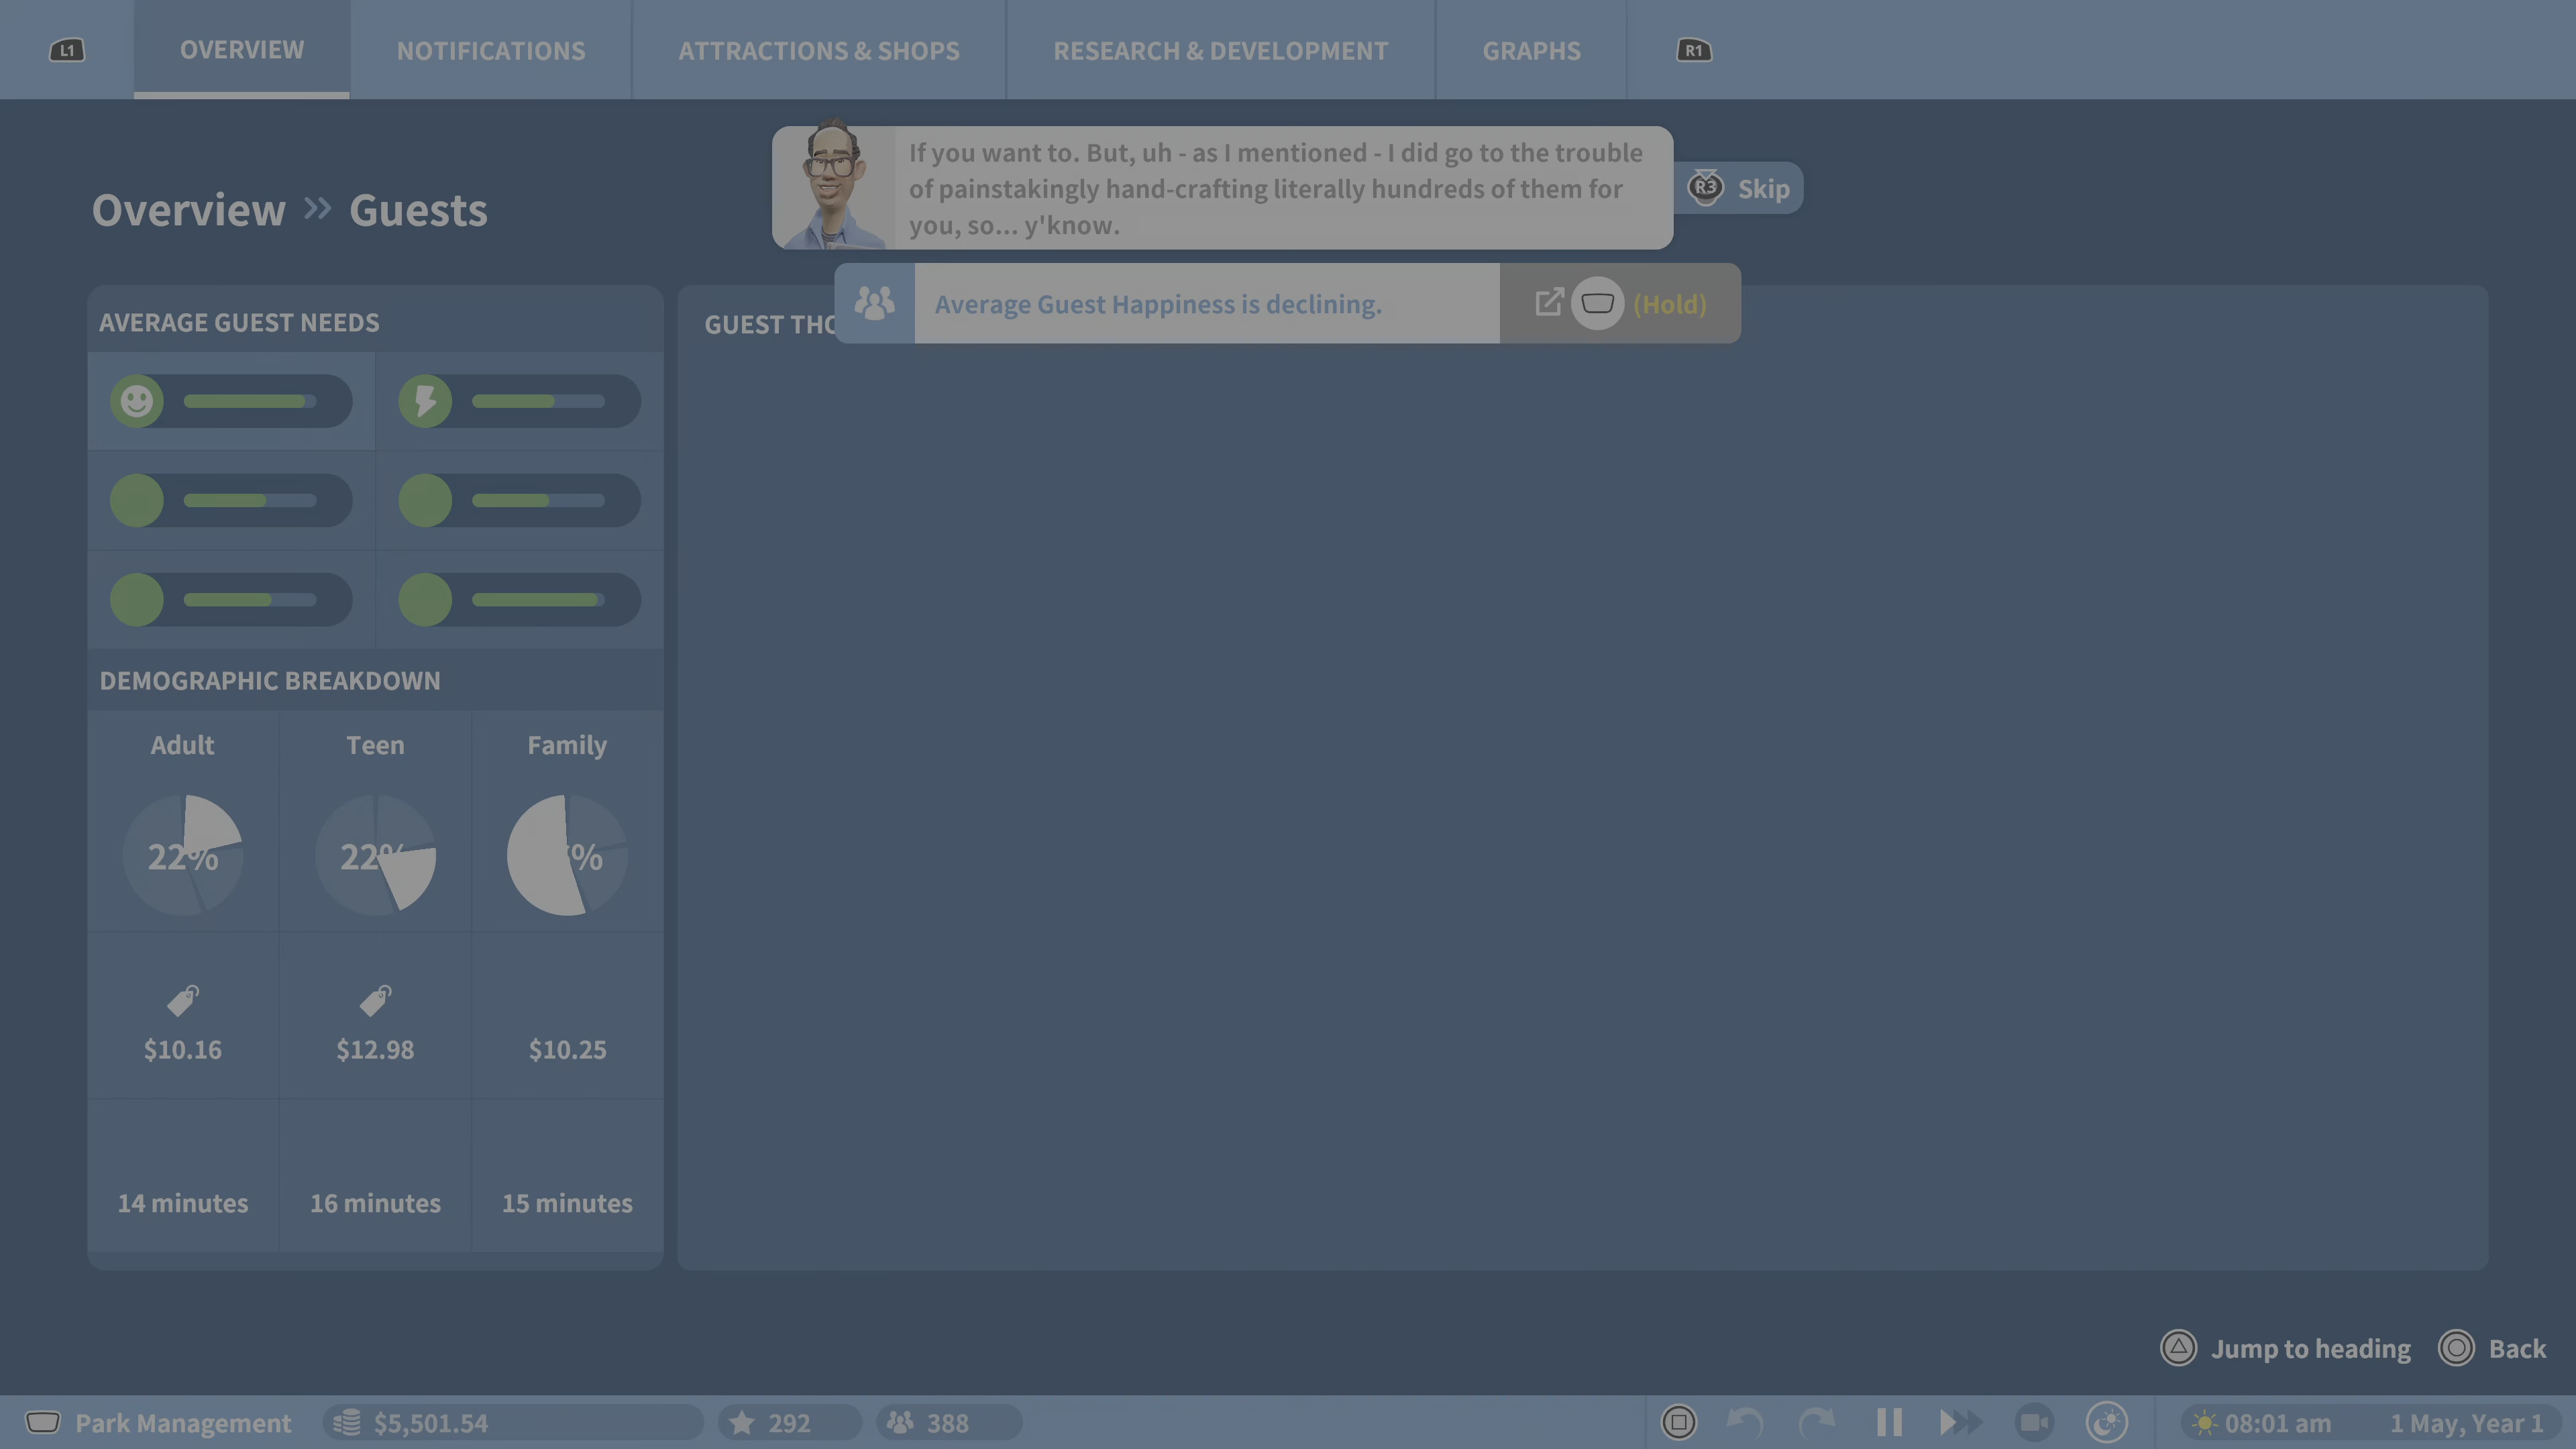 L1 OVERVIEW NOTIFICATIONS ATTRACTIONS & SHOPS RESEARCH & DEVELOPMENT GRAPHS R1
If you want to. But, uh - as I mentioned - I did go to the trouble
of painstakingly hand-crafting literally hundreds of them for
you, so... y'know.
R3 Skip
Overview » Guests
Average Guest Happiness is declining.
(Hold)
AVERAGE GUEST NEEDS
GUEST
DEMOGRAPHIC BREAKDOWN
Adult Teen Family
22% 22% %
$10.16 $12.98 $10.25
14 minutes 16 minutes 15 minutes
Jump to heading Back
Park Management $5,501.54 292 388 08:01 am 1 May, Year 1